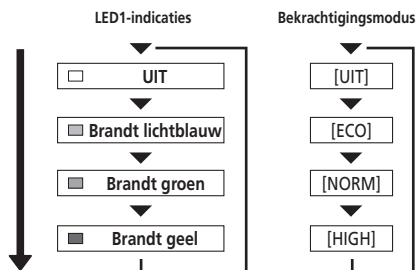 LED1-indicaties
Bekrachtigingsmodus
UIT
[UIT]
Brandt lichtblauw
[ECO]
Brandt groen
[NORM]
Brandt geel
[HIGH]